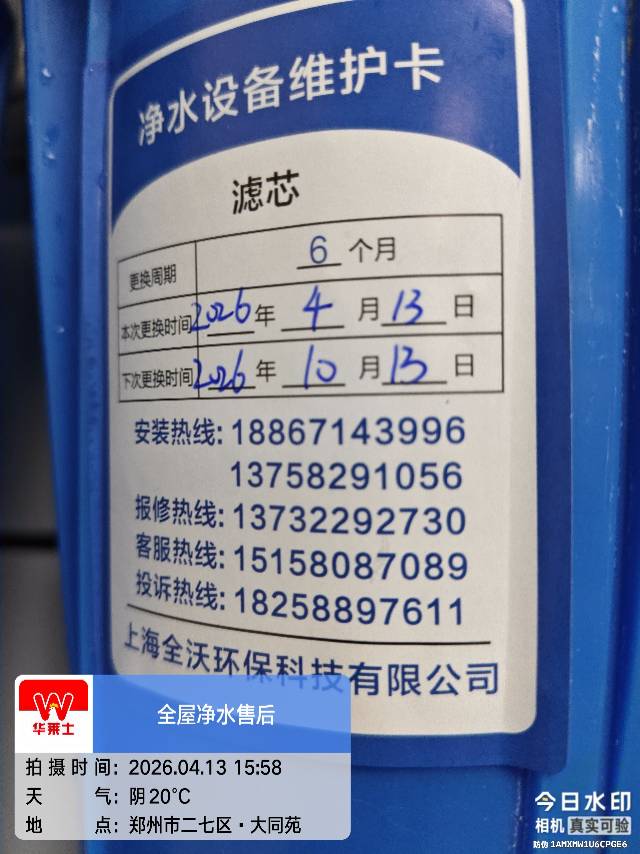 净水设备维护卡
滤芯
更换周期 6 个月
本次更换时间 2026 年 4 月 13 日
下次更换时间 2026 年 10 月 13 日
安装热线: 18867143996
13758291056
报修热线: 13732292730
客服热线: 15158087089
投诉热线: 18258897611
上海全沃环保科技有限公司
华莱士
全屋净水售后
拍摄时间: 2026.04.13 15:58
天气: 阴 20°C
地点: 郑州市二七区·大同苑
今日水印
相机 真实可验
防伪 1AMXMW1U6CPGE6